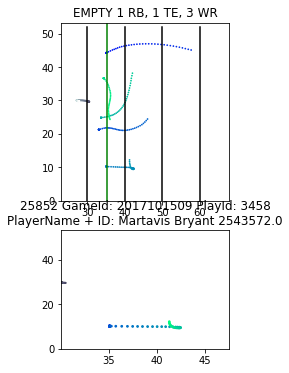 EMPTY 1 RB, 1 TE, 3 WR
50
40
30
20
10
0
30 40 50 60
25852 GameId: 2017101509 PlayId: 3458
PlayerName + ID: Martavis Bryant 2543572.0
40
20
0
35 40 45